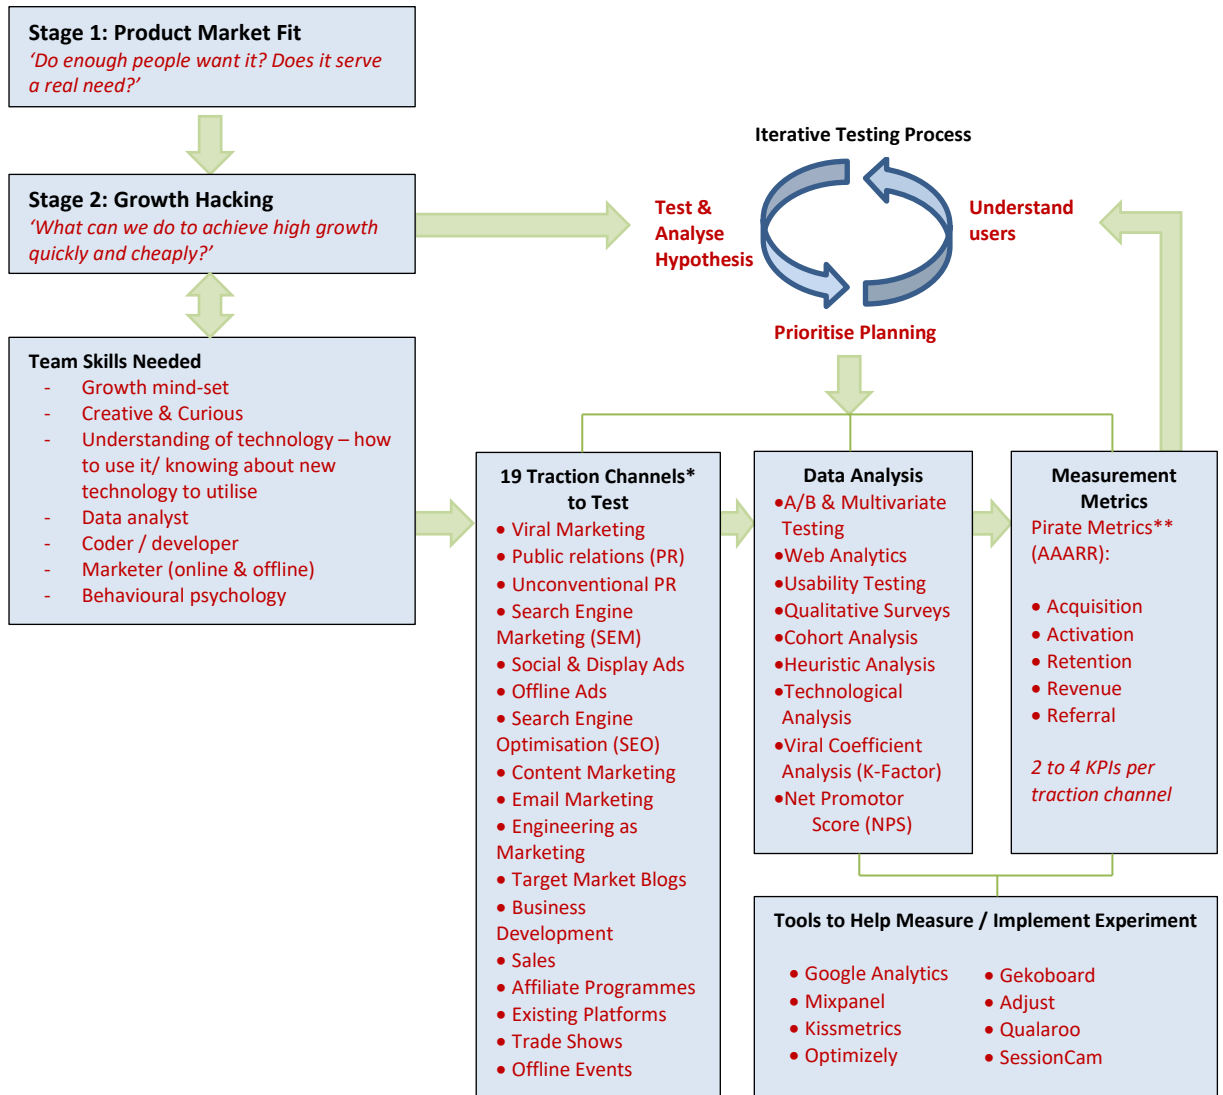 Stage 1: Product Market Fit
‘Do enough people want it? Does it serve
a real need?’
Stage 2: Growth Hacking
‘What can we do to achieve high growth
quickly and cheaply?’
Iterative Testing Process
Test &
Analyse
Hypothesis
Understand
users
Prioritise Planning
Team Skills Needed
- Growth mind-set
- Creative & Curious
- Understanding of technology – how
to use it/ knowing about new
technology to utilise
- Data analyst
- Coder / developer
- Marketer (online & offline)
- Behavioural psychology
19 Traction Channels*
to Test
• Viral Marketing
• Public relations (PR)
• Unconventional PR
• Search Engine
Marketing (SEM)
• Social & Display Ads
• Offline Ads
• Search Engine
Optimisation (SEO)
• Content Marketing
• Email Marketing
• Engineering as
Marketing
• Target Market Blogs
• Business
Development
• Sales
• Affiliate Programmes
• Existing Platforms
• Trade Shows
• Offline Events
Data Analysis
•A/B & Multivariate
Testing
•Web Analytics
•Usability Testing
•Qualitative Surveys
•Cohort Analysis
•Heuristic Analysis
•Technological
Analysis
•Viral Coefficient
Analysis (K-Factor)
•Net Promotor
Score (NPS)
Measurement
Metrics
Pirate Metrics**
(AAARR):
• Acquisition
• Activation
• Retention
• Revenue
• Referral
2 to 4 KPIs per
traction channel
Tools to Help Measure / Implement Experiment
• Google Analytics
• Mixpanel
• Kissmetrics
• Optimizely
• Gekoboard
• Adjust
• Qualaroo
• SessionCam